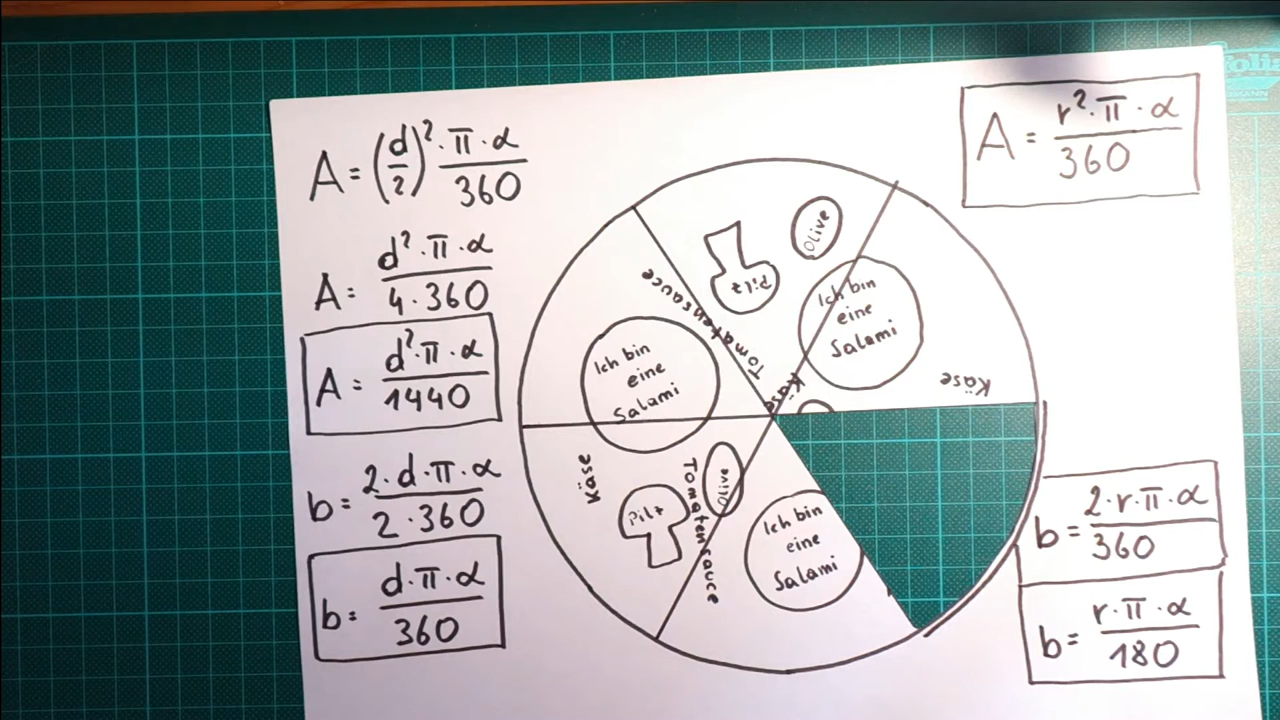 A = (d/2)² · π · α / 360
A = d² · π · α / 4 · 360
A = d² · π · α / 1440
b = 2 · d · π · α / 2 · 360
b = d · π · α / 360
Tomatensauce
Pilz
Olive
Ich bin
eine
Salami
Ich bin
eine
Salami
Käse
Käse
Käse
Pilz
Tomatensauce
Olive
Ich bin
eine
Salami
A = r² · π · α / 360
b = 2 · r · π · α / 360
b = r · π · α / 180